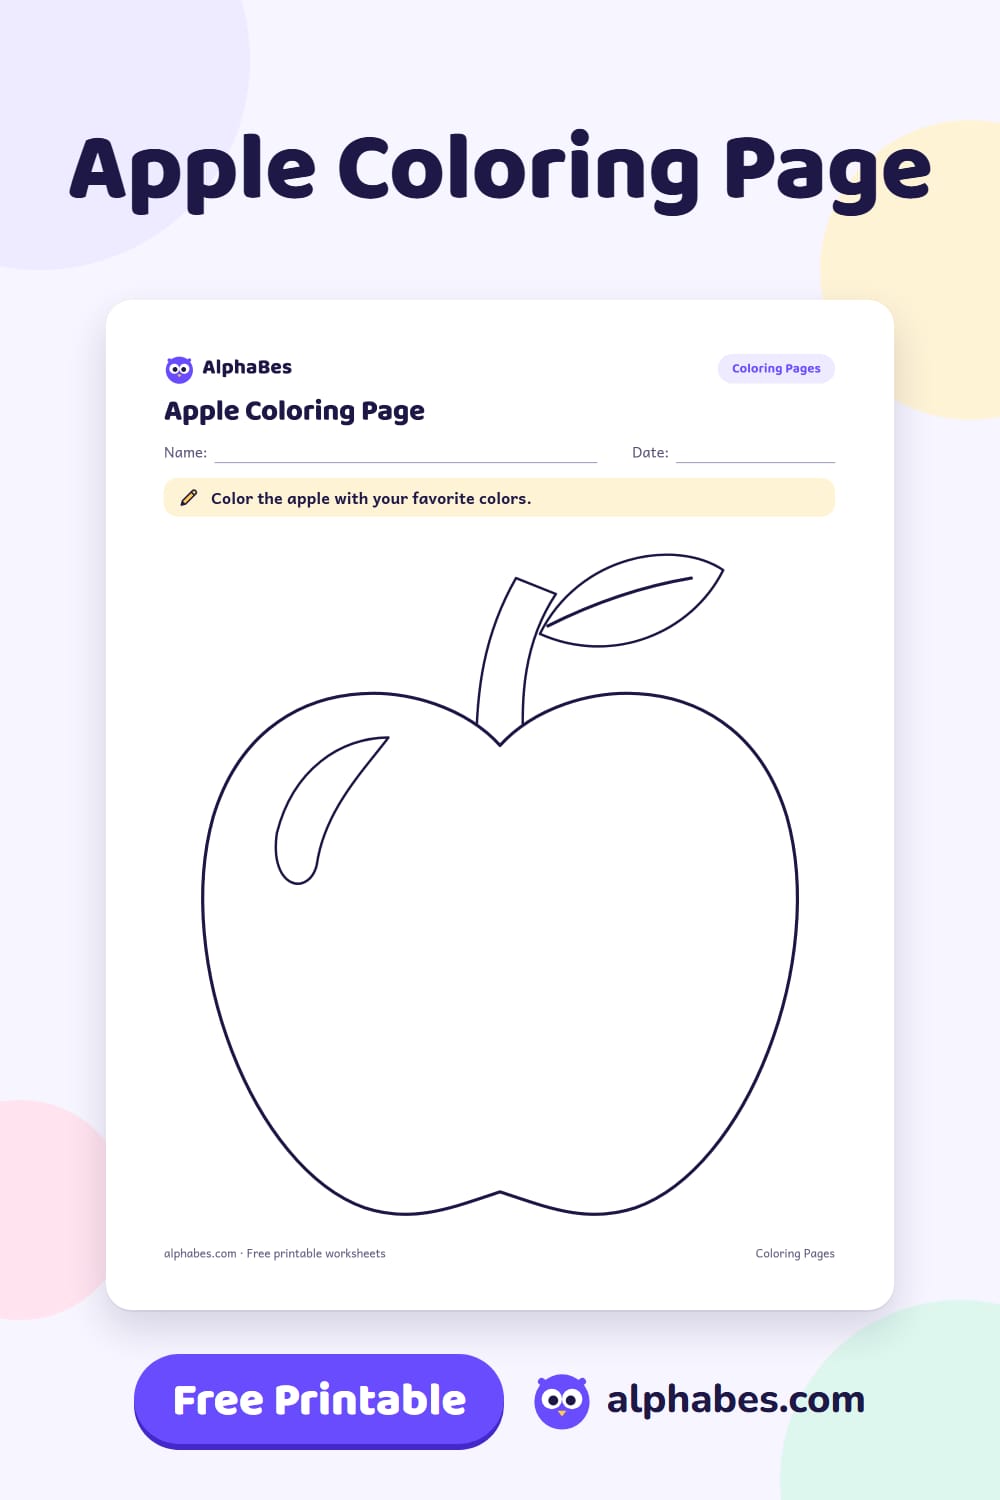 Apple Coloring Page
AlphaBes
Coloring Pages
Apple Coloring Page
Name:
Date:
Color the apple with your favorite colors.
alphabes.com · Free printable worksheets
Coloring Pages
Free Printable
alphabes.com